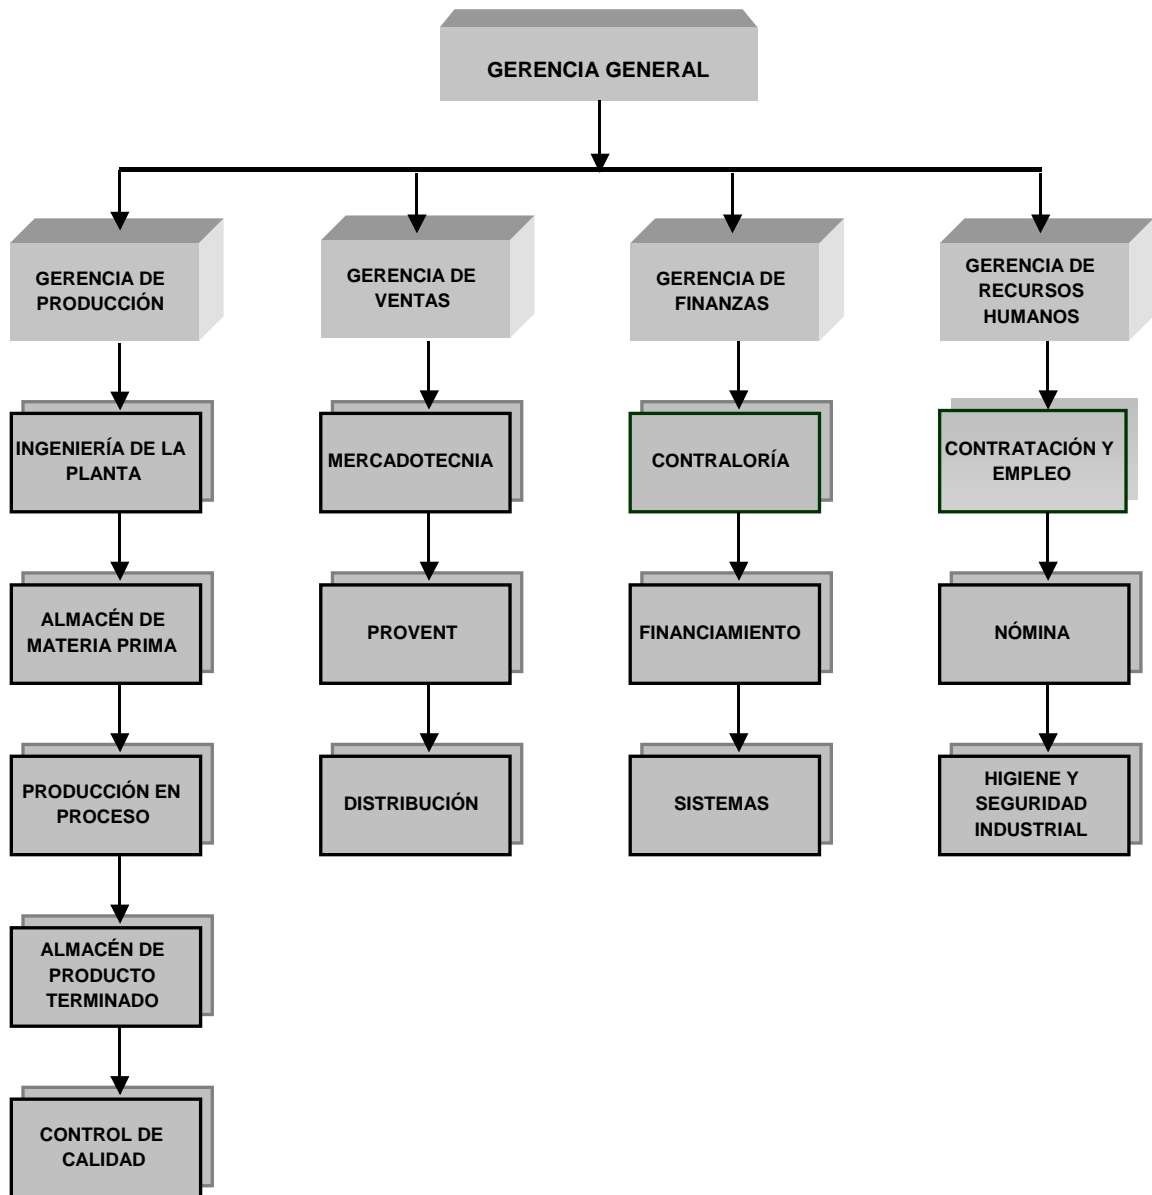 GERENCIA GENERAL
GERENCIA DE
PRODUCCIÓN
GERENCIA DE
VENTAS
GERENCIA DE
FINANZAS
GERENCIA DE
RECURSOS
HUMANOS
INGENIERÍA DE LA
PLANTA
MERCADOTECNIA
CONTRALORÍA
CONTRATACIÓN Y
EMPLEO
ALMACÉN DE
MATERIA PRIMA
PROVENT
FINANCIAMIENTO
NÓMINA
PRODUCCIÓN EN
PROCESO
DISTRIBUCIÓN
SISTEMAS
HIGIENE Y
SEGURIDAD
INDUSTRIAL
ALMACÉN DE
PRODUCTO
TERMINADO
CONTROL DE
CALIDAD